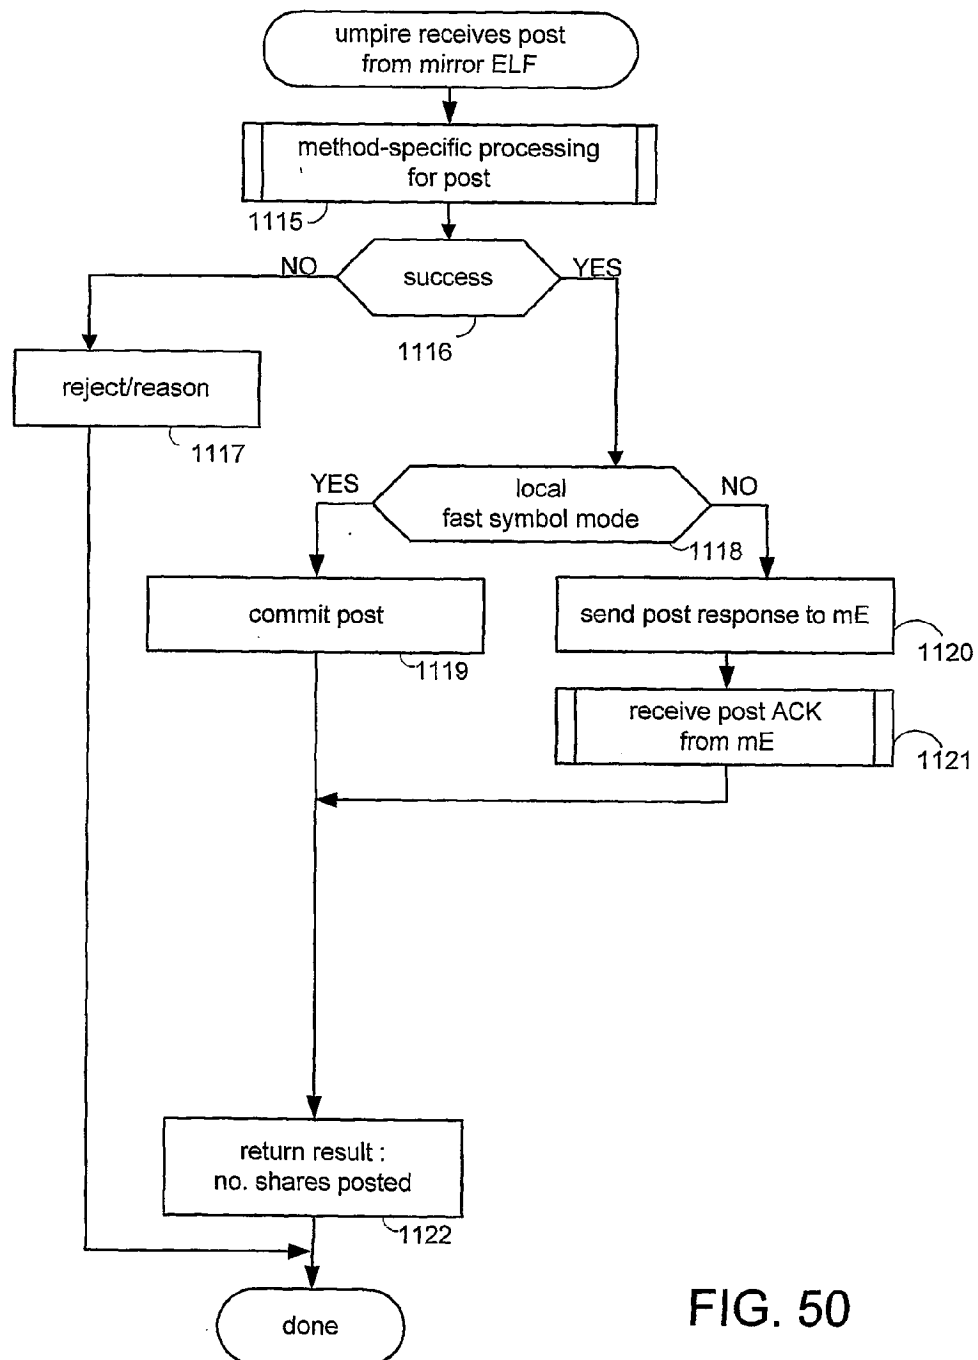 umpire receives post
from mirror ELF
method-specific processing
for post
1115
NO
success
YES
1116
reject/reason
1117
YES
local
fast symbol mode
NO
1118
commit post
1119
send post response to mE
1120
receive post ACK
from mE
1121
return result :
no. shares posted
1122
done
FIG. 50